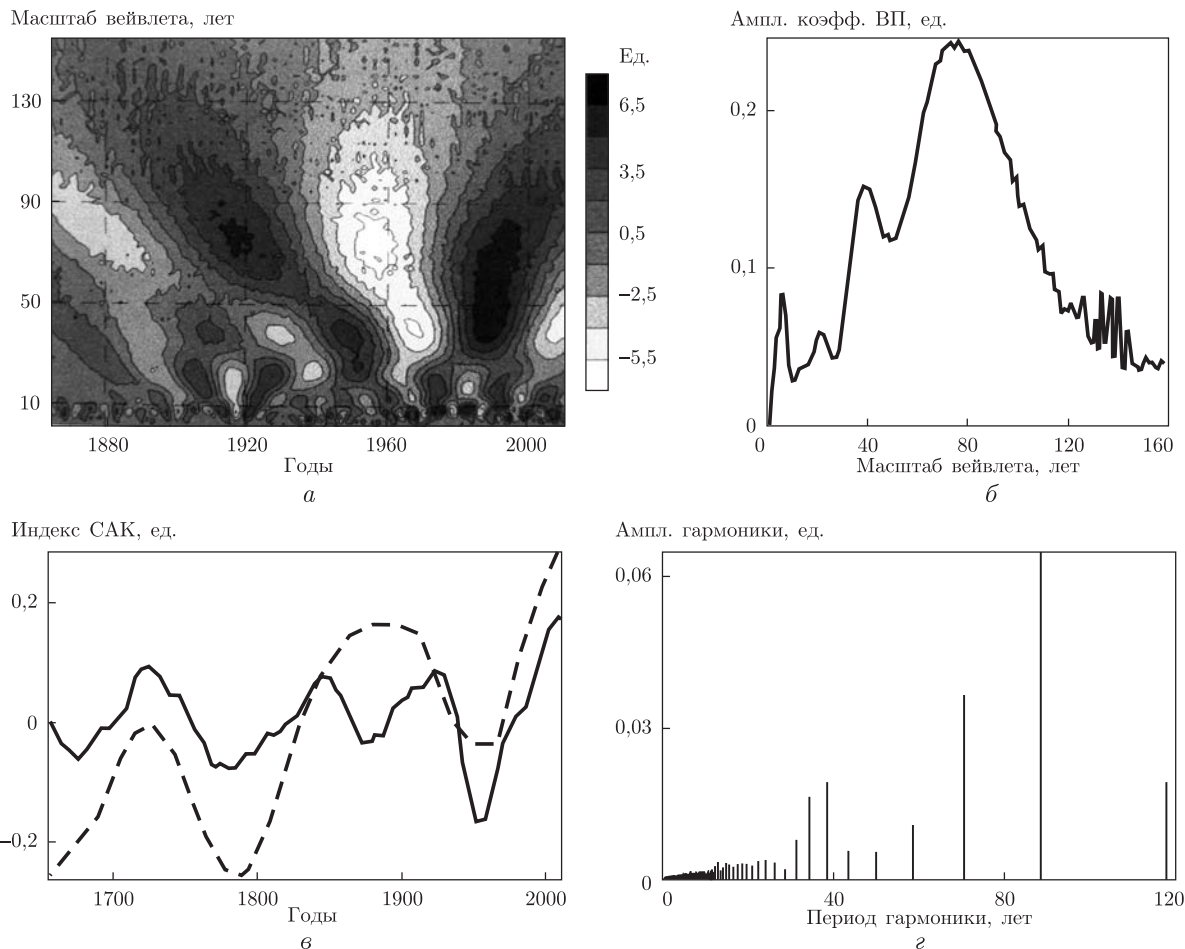 Масштаб вейвлета, лет
Ед.
130
90
50
10
6,5
3,5
0,5
−2,5
−5,5
1880 1920 1960 2000
Годы
а
Ампл. коэфф. ВП, ед.
0,2
0,1
0
0 40 80 120 160
Масштаб вейвлета, лет
б
Индекс САК, ед.
0,2
0
−0,2
1700 1800 1900 2000
Годы
в
Ампл. гармоники, ед.
0,06
0,03
0
0 40 80 120
Период гармоники, лет
г